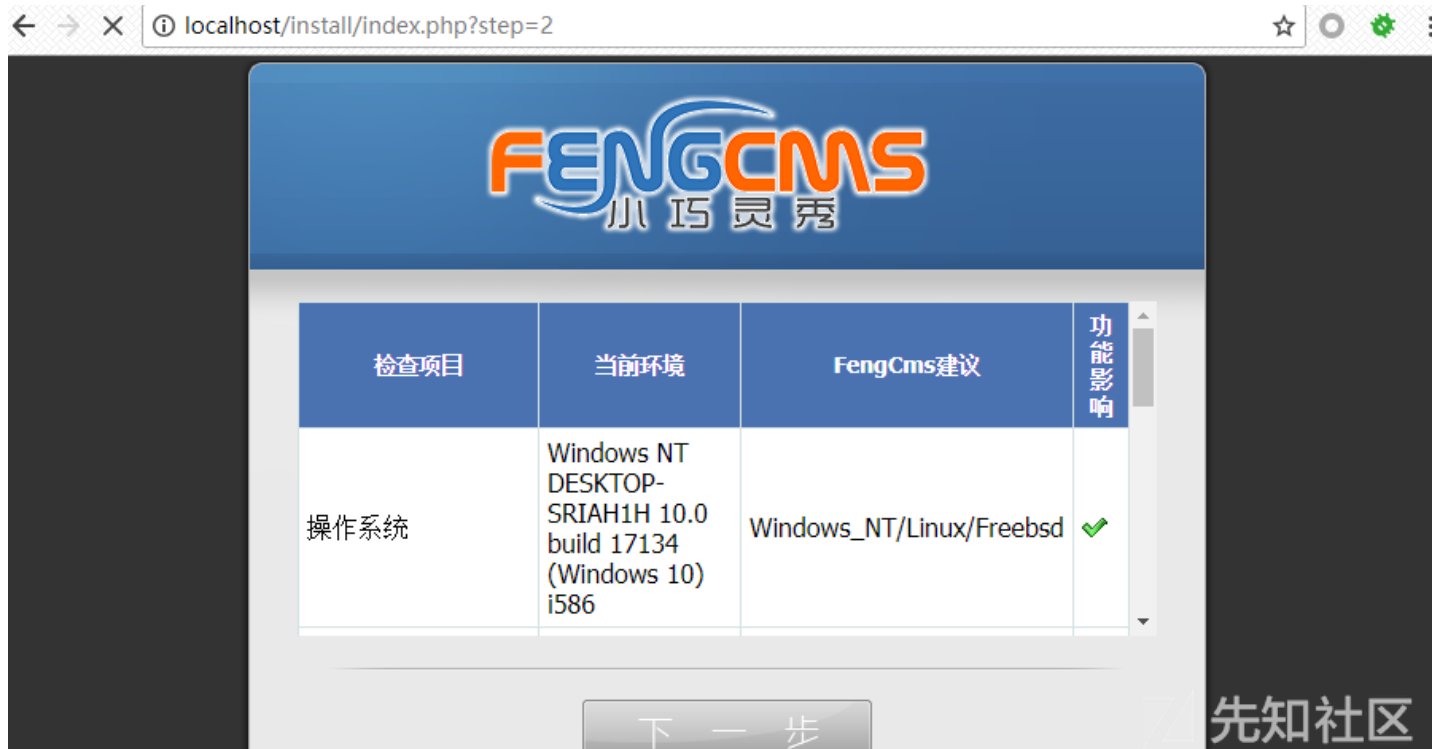 localhost/install/index.php?step=2
FENGCMS
小巧灵秀
检查项目
当前环境
FengCms建议
功
能
影
响
操作系统
Windows NT
DESKTOP-
SRIAH1H 10.0
build 17134
(Windows 10)
i586
Windows_NT/Linux/Freebsd
下一步
先知社区